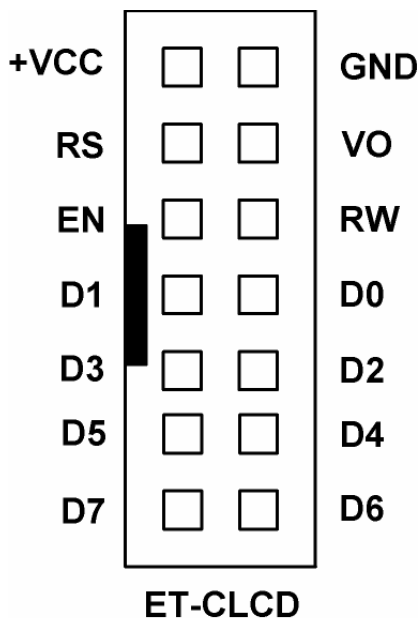 +VCC GND
RS VO
EN RW
D1 D0
D3 D2
D5 D4
D7 D6
ET-CLCD